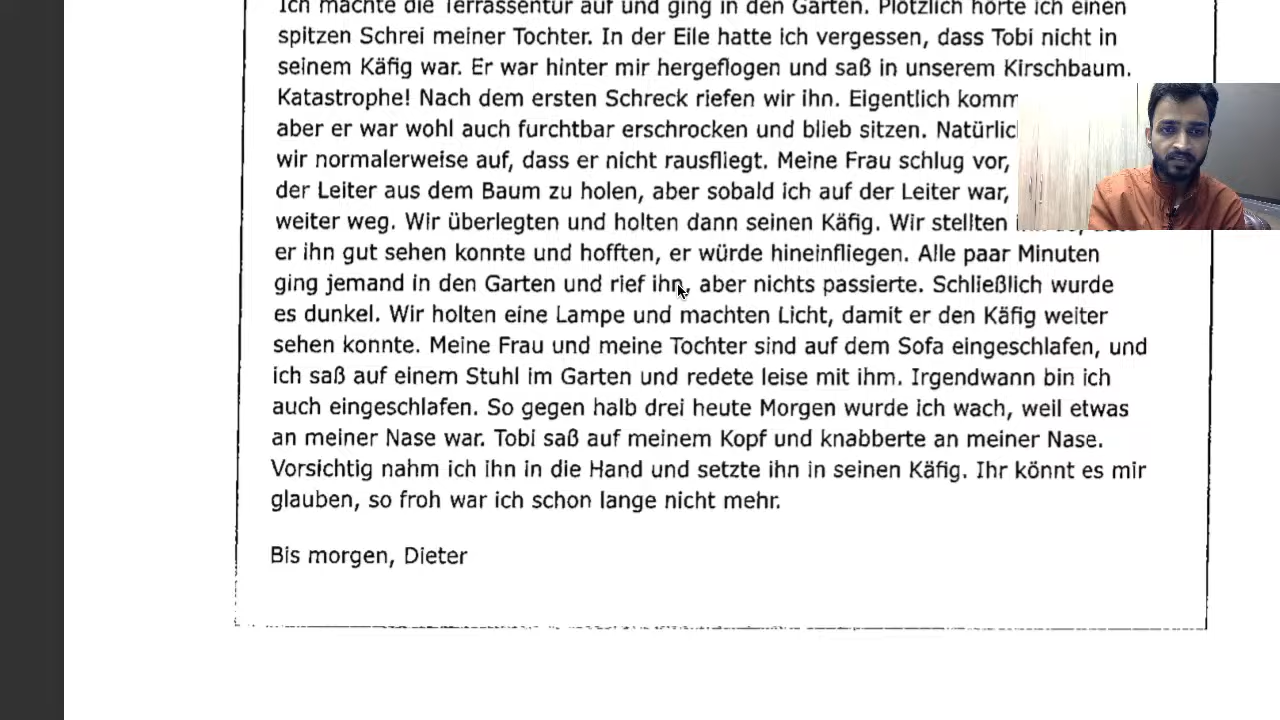 Ich machte die Terrassentür auf und ging in den Garten. Plötzlich hörte ich einen
spitzen Schrei meiner Tochter. In der Eile hatte ich vergessen, dass Tobi nicht in
seinem Käfig war. Er war hinter mir hergeflogen und saß in unserem Kirschbaum.
Katastrophe! Nach dem ersten Schreck riefen wir ihn. Eigentlich
aber er war wohl auch furchtbar erschrocken und blieb sitzen.
wir normalerweise auf, dass er nicht rausfliegt. Meine Frau schlug vor,
der Leiter aus dem Baum zu holen, aber sobald ich auf der Leiter war,
weiter weg. Wir überlegten und holten dann seinen Käfig. Wir stellten
er ihn gut sehen konnte und hofften, er würde hineinfliegen. Alle paar Minuten
ging jemand in den Garten und rief ihn, aber nichts passierte. Schließlich wurde
es dunkel. Wir holten eine Lampe und machten Licht, damit er den Käfig weiter
sehen konnte. Meine Frau und meine Tochter sind auf dem Sofa eingeschlafen, und
ich saß auf einem Stuhl im Garten und redete leise mit ihm. Irgendwann bin ich
auch eingeschlafen. So gegen halb drei heute Morgen wurde ich wach, weil etwas
an meiner Nase war. Tobi saß auf meinem Kopf und knabberte an meiner Nase.
Vorsichtig nahm ich ihn in die Hand und setzte ihn in seinen Käfig. Ihr könnt es mir
glauben, so froh war ich schon lange nicht mehr.
Bis morgen, Dieter